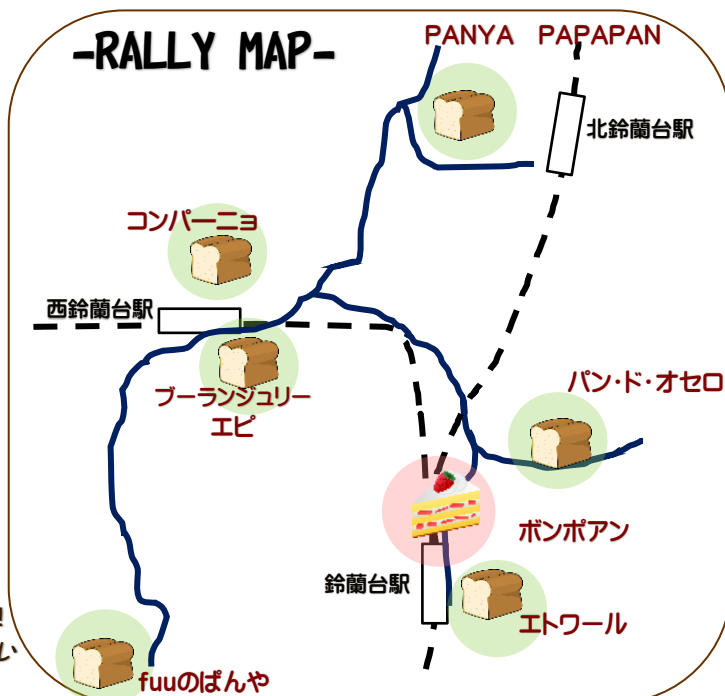 -RALLY MAP-
PANYA PAPAPAN
北鈴蘭台駅
コンパーニョ
西鈴蘭台駅
ブーランジュリー
エピ
パン・ド・オセロ
ボンボアン
鈴蘭台駅
エトワール
fuuのぱんや
!
い